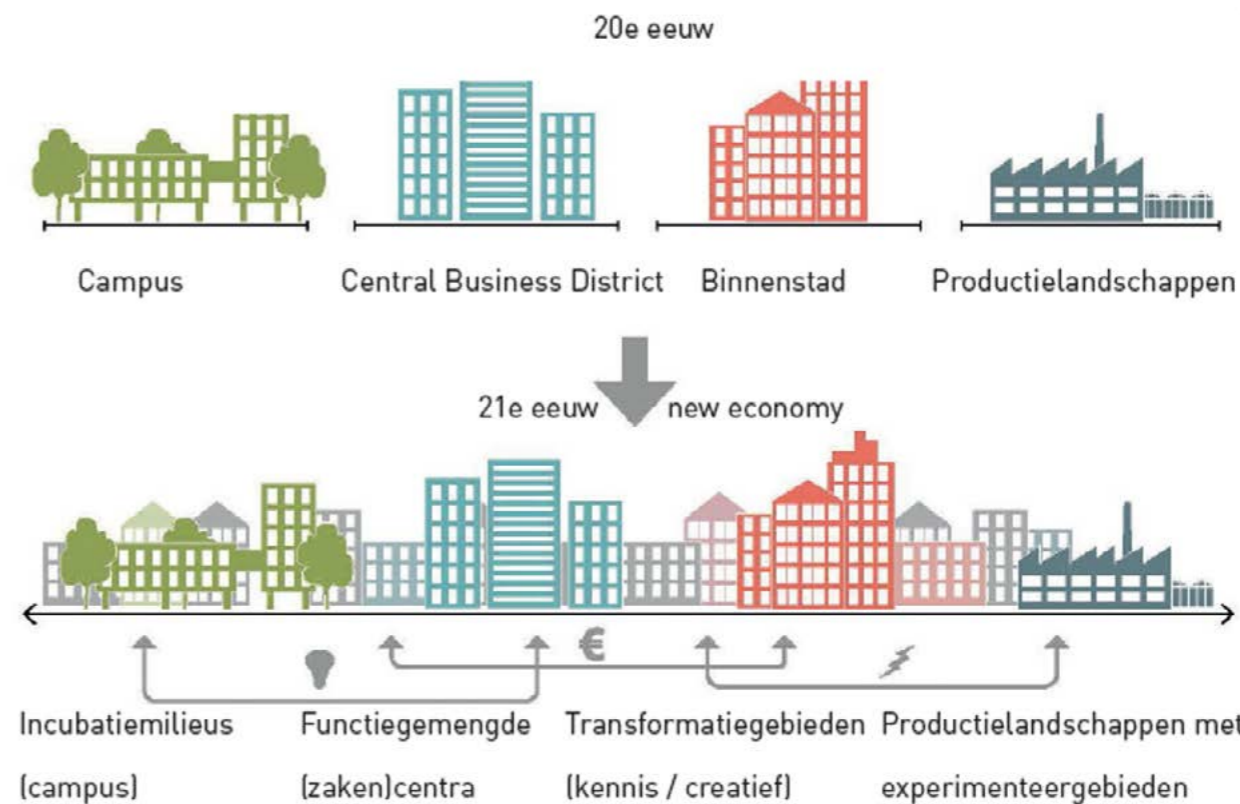 20e eeuw
Campus
Central Business District
Binnenstad
Productielandschappen
21e eeuw
new economy
€
Incubatiemilieus
(campus)
Functiegemengde
(zaken)centra
Transformatiegebieden
(kennis / creatief)
Productielandschappen met
experimenteergebieden